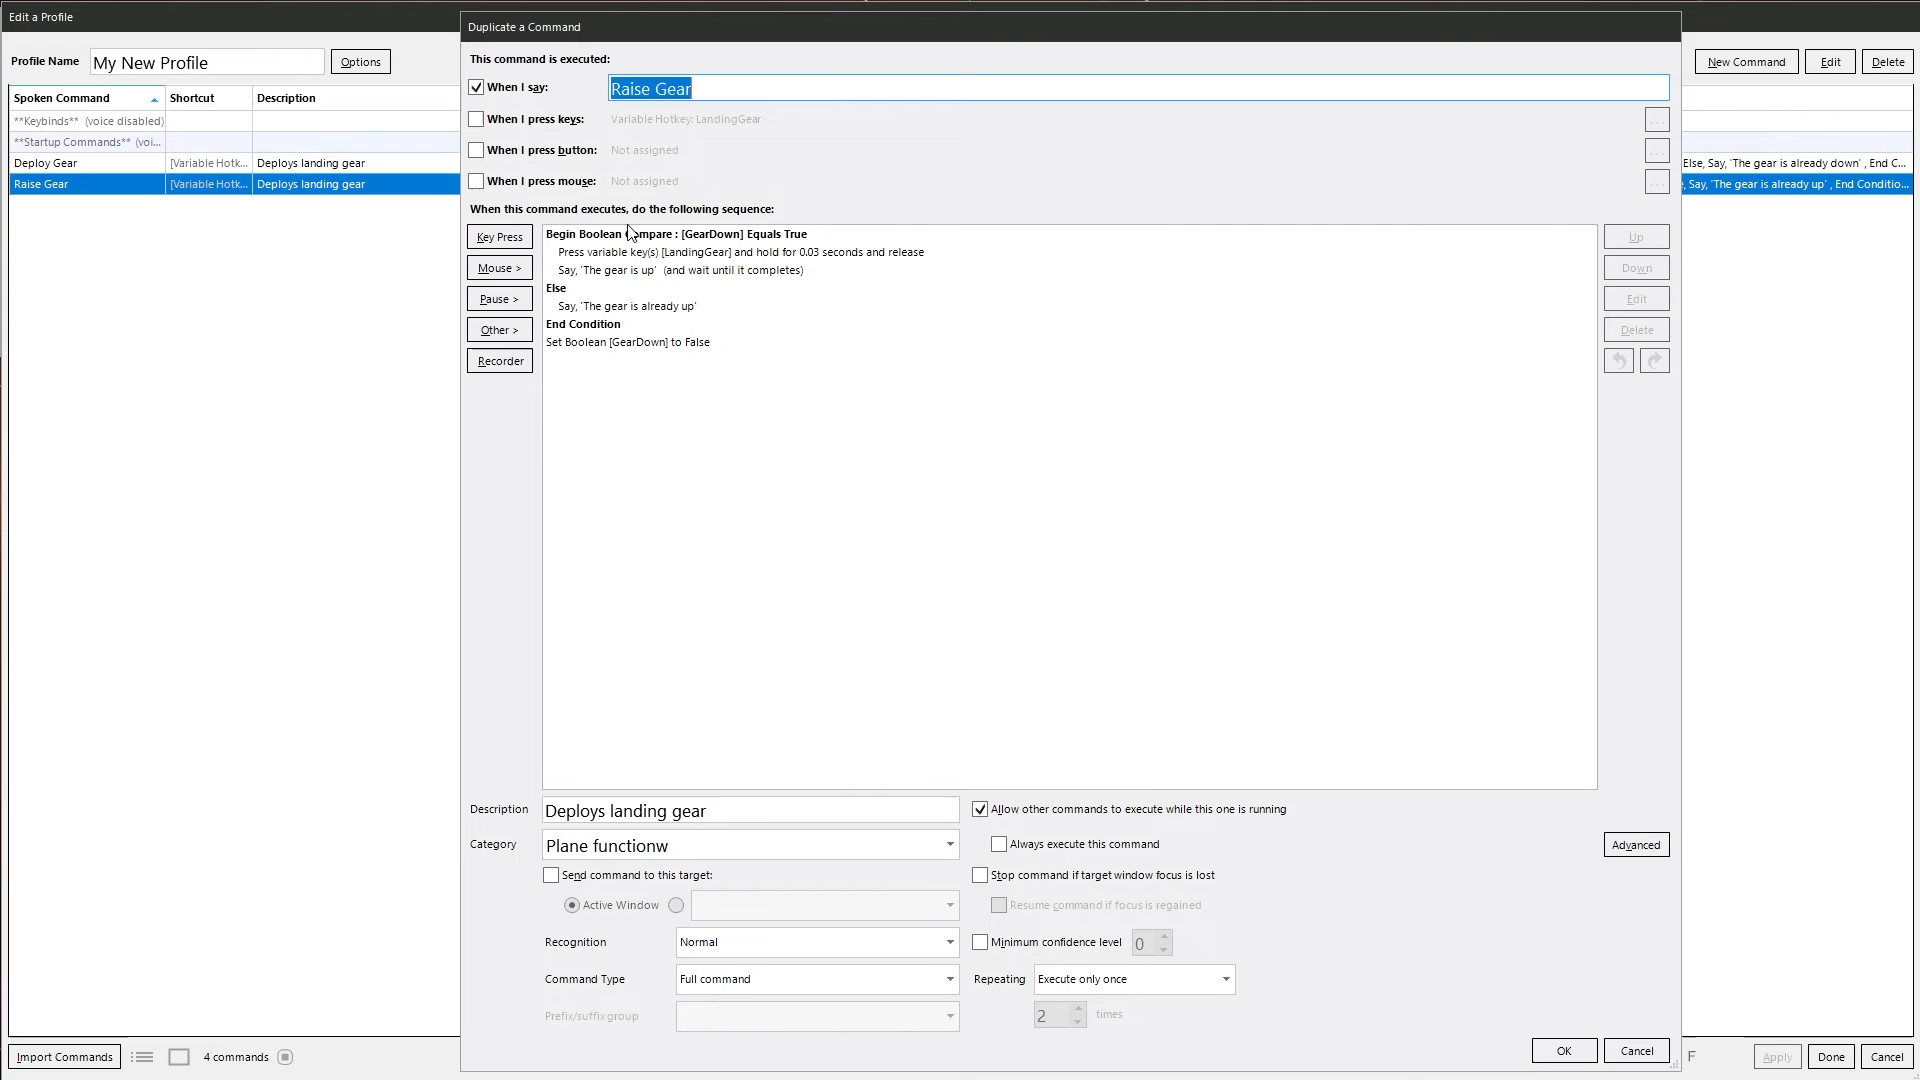 Edit a Profile
Duplicate a Command
Profile Name My New Profile Options
New Command Edit Delete
Spoken Command Shortcut Description
**Keybinds** (voice disabled)
**Startup Commands** (voi...
Deploy Gear [Variable Hotk... Deploys landing gear
Else, Say, 'The gear is already down' , End C...
Raise Gear [Variable Hotk... Deploys landing gear
, Say, 'The gear is already up' , End Conditio...
This command is executed:
When I say: Raise Gear
When I press keys: Variable Hotkey: LandingGear ...
When I press button: Not assigned ...
When I press mouse: Not assigned ...
When this command executes, do the following sequence:
Key Press
Mouse >
Pause >
Other >
Recorder
Begin Boolean Compare : [GearDown] Equals True
Press variable key(s) [LandingGear] and hold for 0.03 seconds and release
Say, 'The gear is up' (and wait until it completes)
Else
Say, 'The gear is already up'
End Condition
Set Boolean [GearDown] to False
Up
Down
Edit
Delete
Description Deploys landing gear
Allow other commands to execute while this one is running
Category Plane functionw
Always execute this command
Advanced
Send command to this target:
Stop command if target window focus is lost
Active Window
Resume command if focus is regained
Recognition Normal
Minimum confidence level 0
Command Type Full command
Repeating Execute only once
Prefix/suffix group
2 times
OK Cancel
Import Commands 4 commands
F Apply Done Cancel